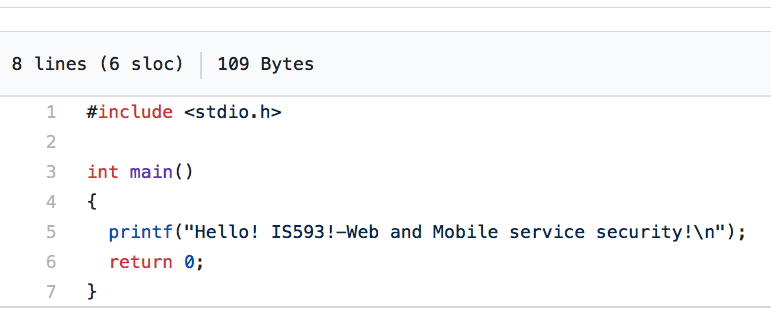 8 lines (6 sloc) 109 Bytes
1 #include <stdio.h>
2
3 int main()
4 {
5   printf("Hello! IS593!-Web and Mobile service security!\n");
6   return 0;
7 }